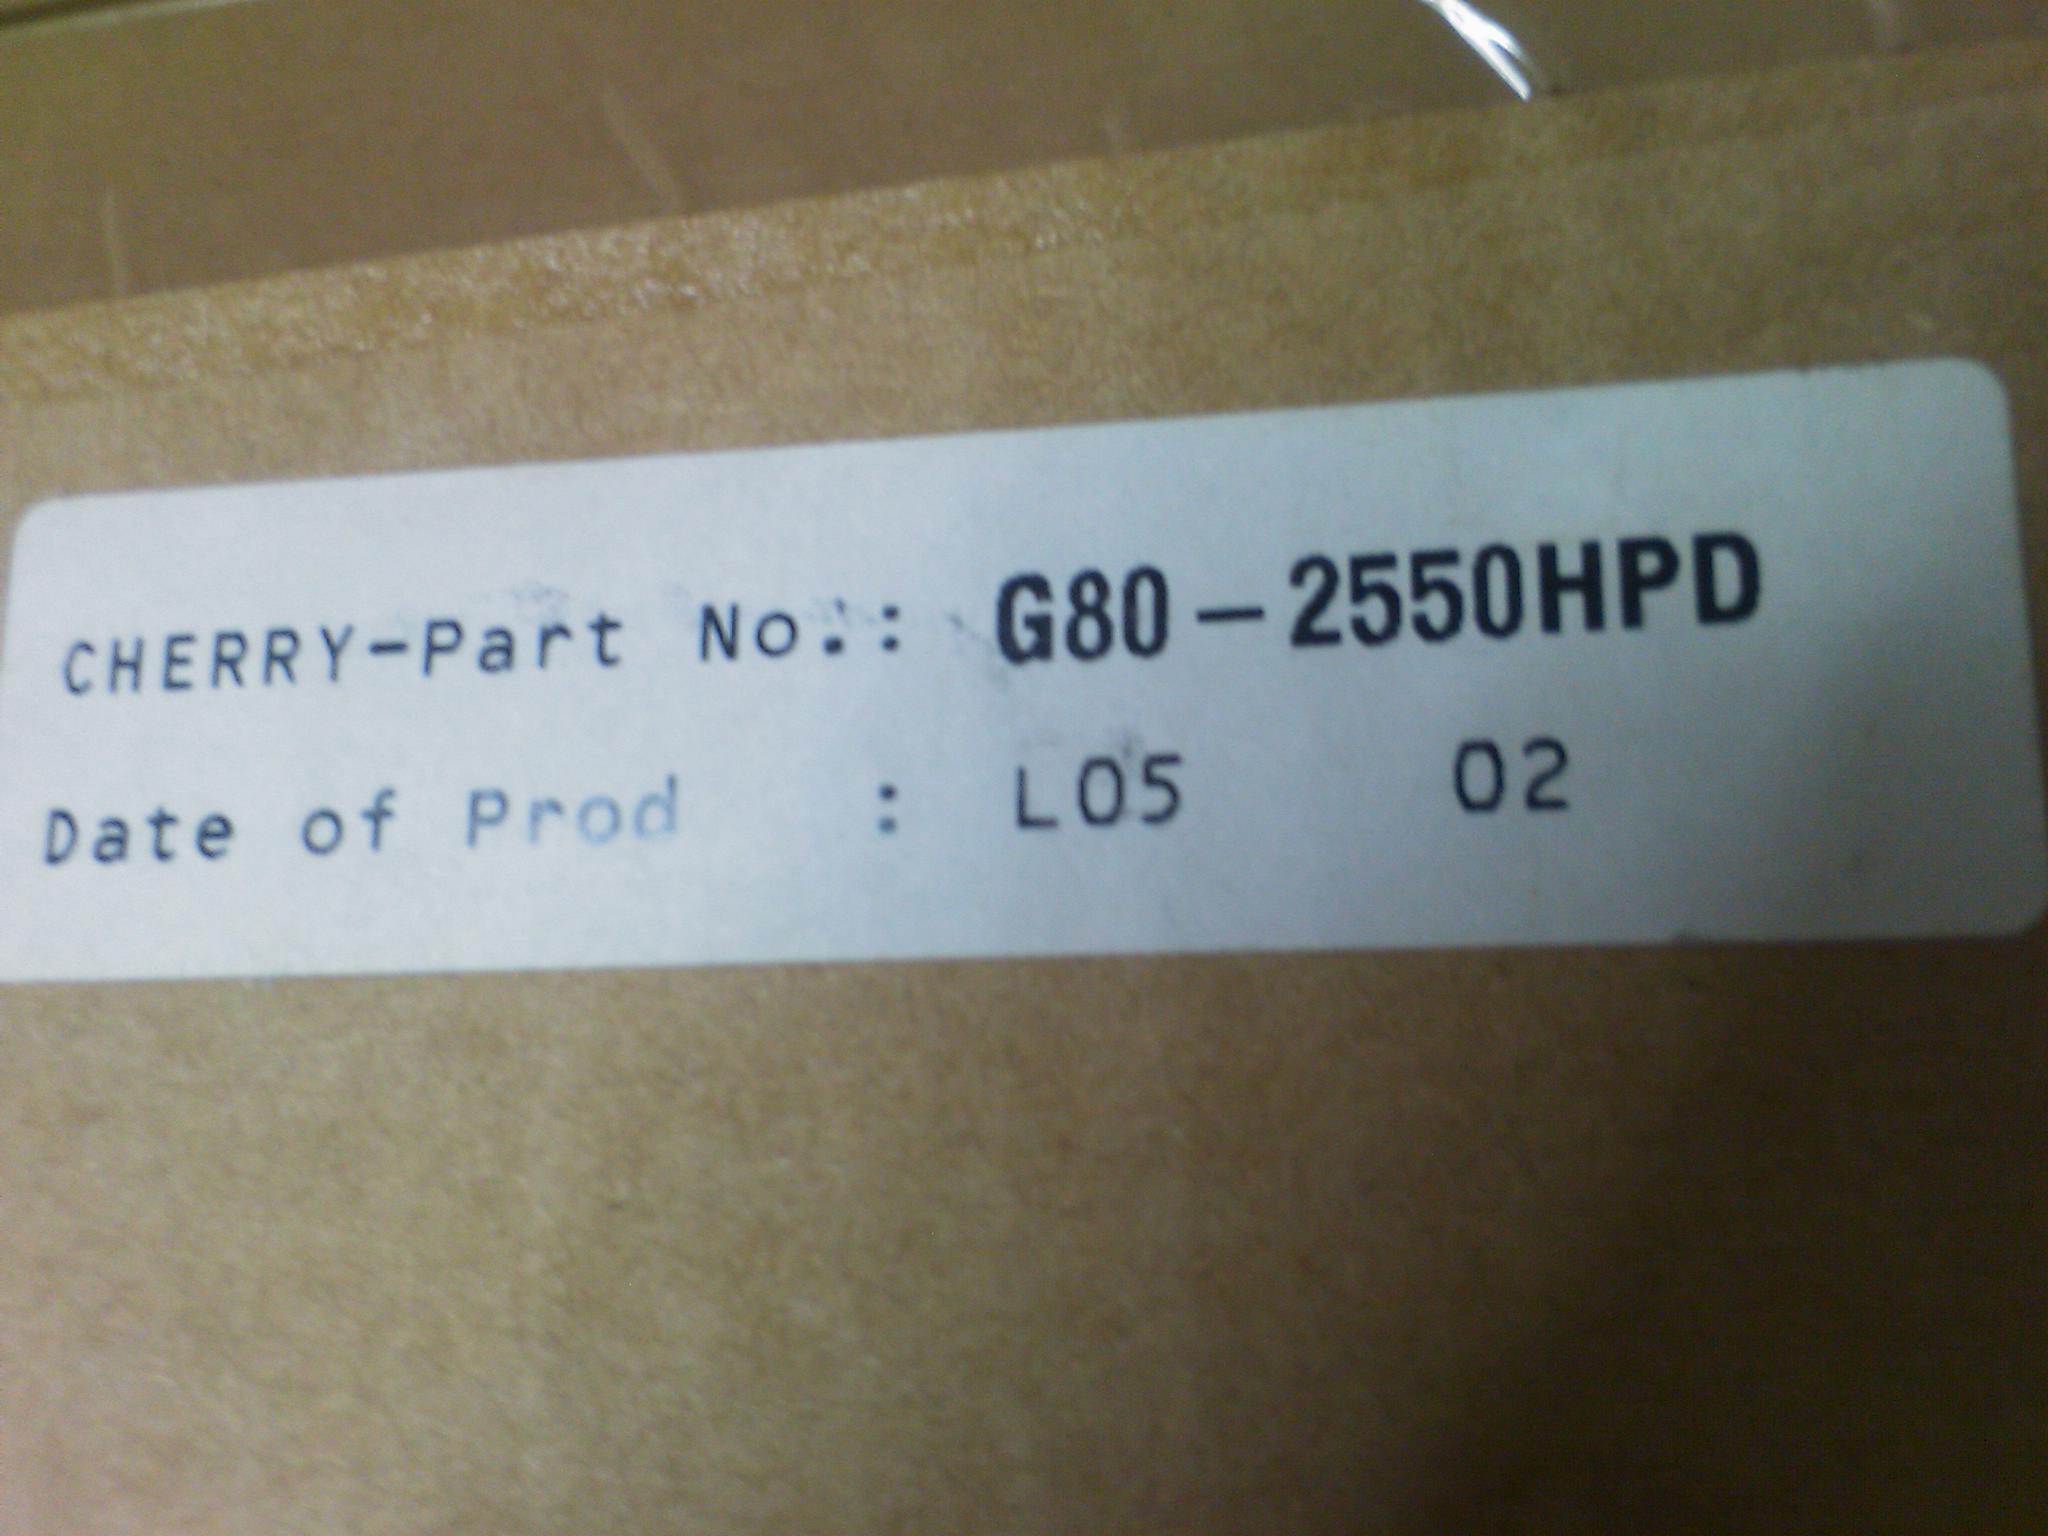 CHERRY-Part No.: G80-2550HPD
Date of Prod : L05 02